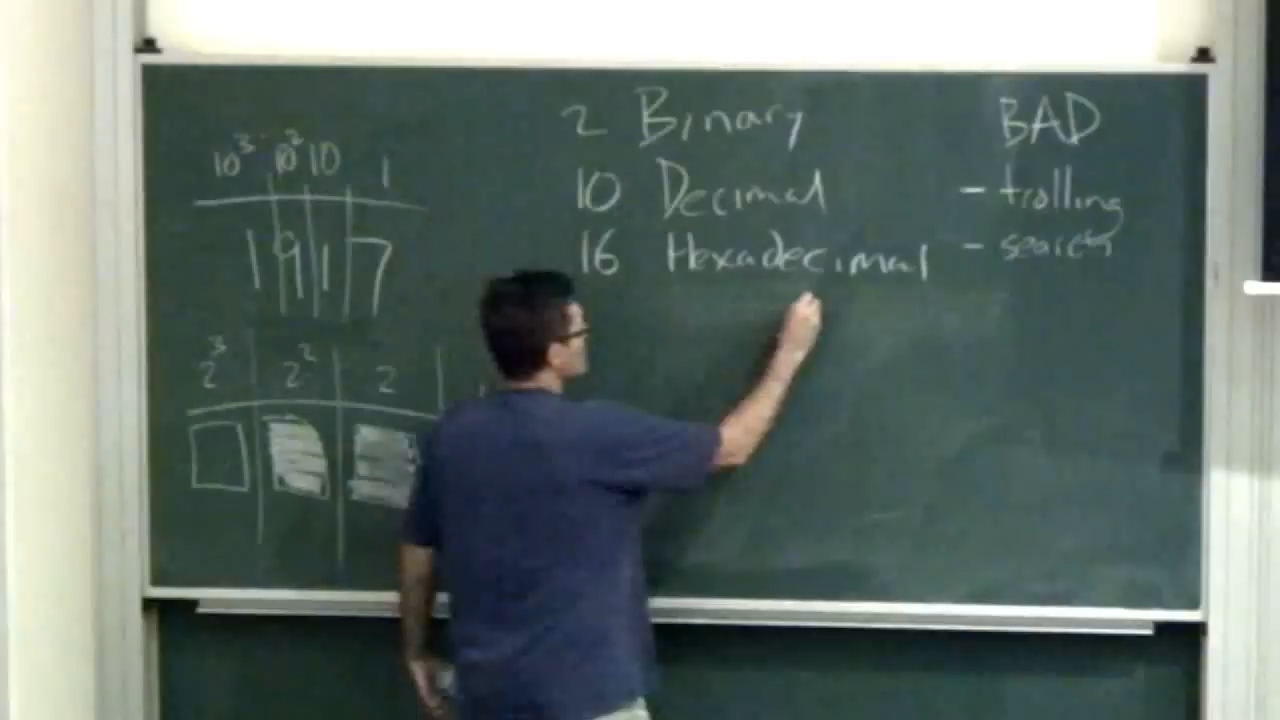 10³ 10² 10 1
1 9 1 7
2³ 2² 2
2 Binary
10 Decimal
16 Hexadecimal
BAD
- trolling
- search